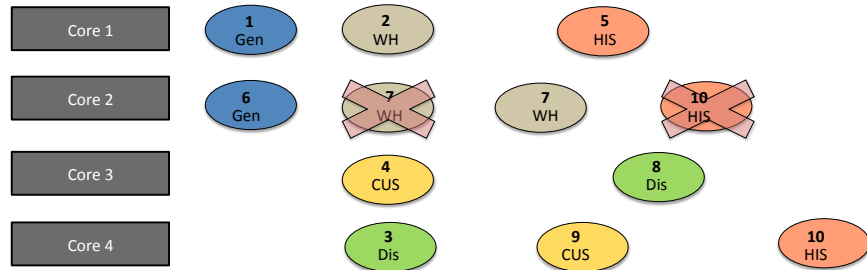 Core 1
1
Gen
2
WH
5
HIS
Core 2
6
Gen
7
WH
7
WH
10
HIS
Core 3
4
CUS
8
Dis
Core 4
3
Dis
9
CUS
10
HIS